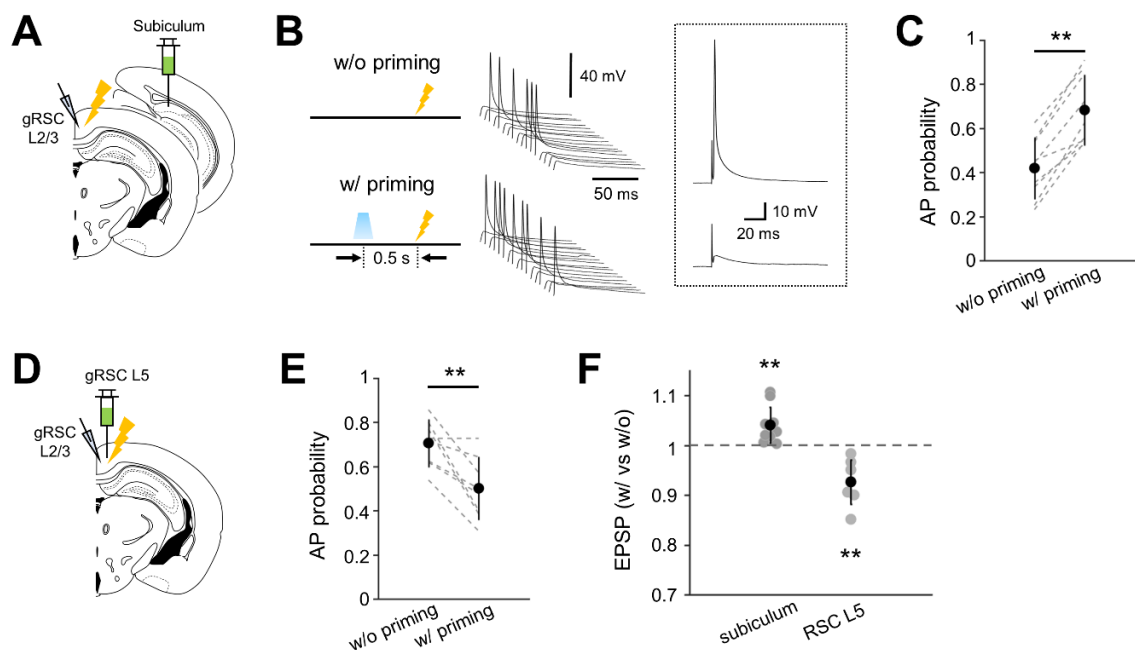 A
Subiculum
gRSC
L2/3
B
w/o priming
w/ priming
0.5 s
40 mV
50 ms
10 mV
20 ms
C
**
AP probability
1
0.8
0.6
0.4
0.2
0
w/o priming
w/ priming
D
gRSC L5
gRSC
L2/3
E
**
AP probability
1
0.8
0.6
0.4
0.2
0
w/o priming
w/ priming
F
**
EPSP (w/ vs w/o)
1.1
1
0.9
0.8
0.7
**
subiculum
RSC L5